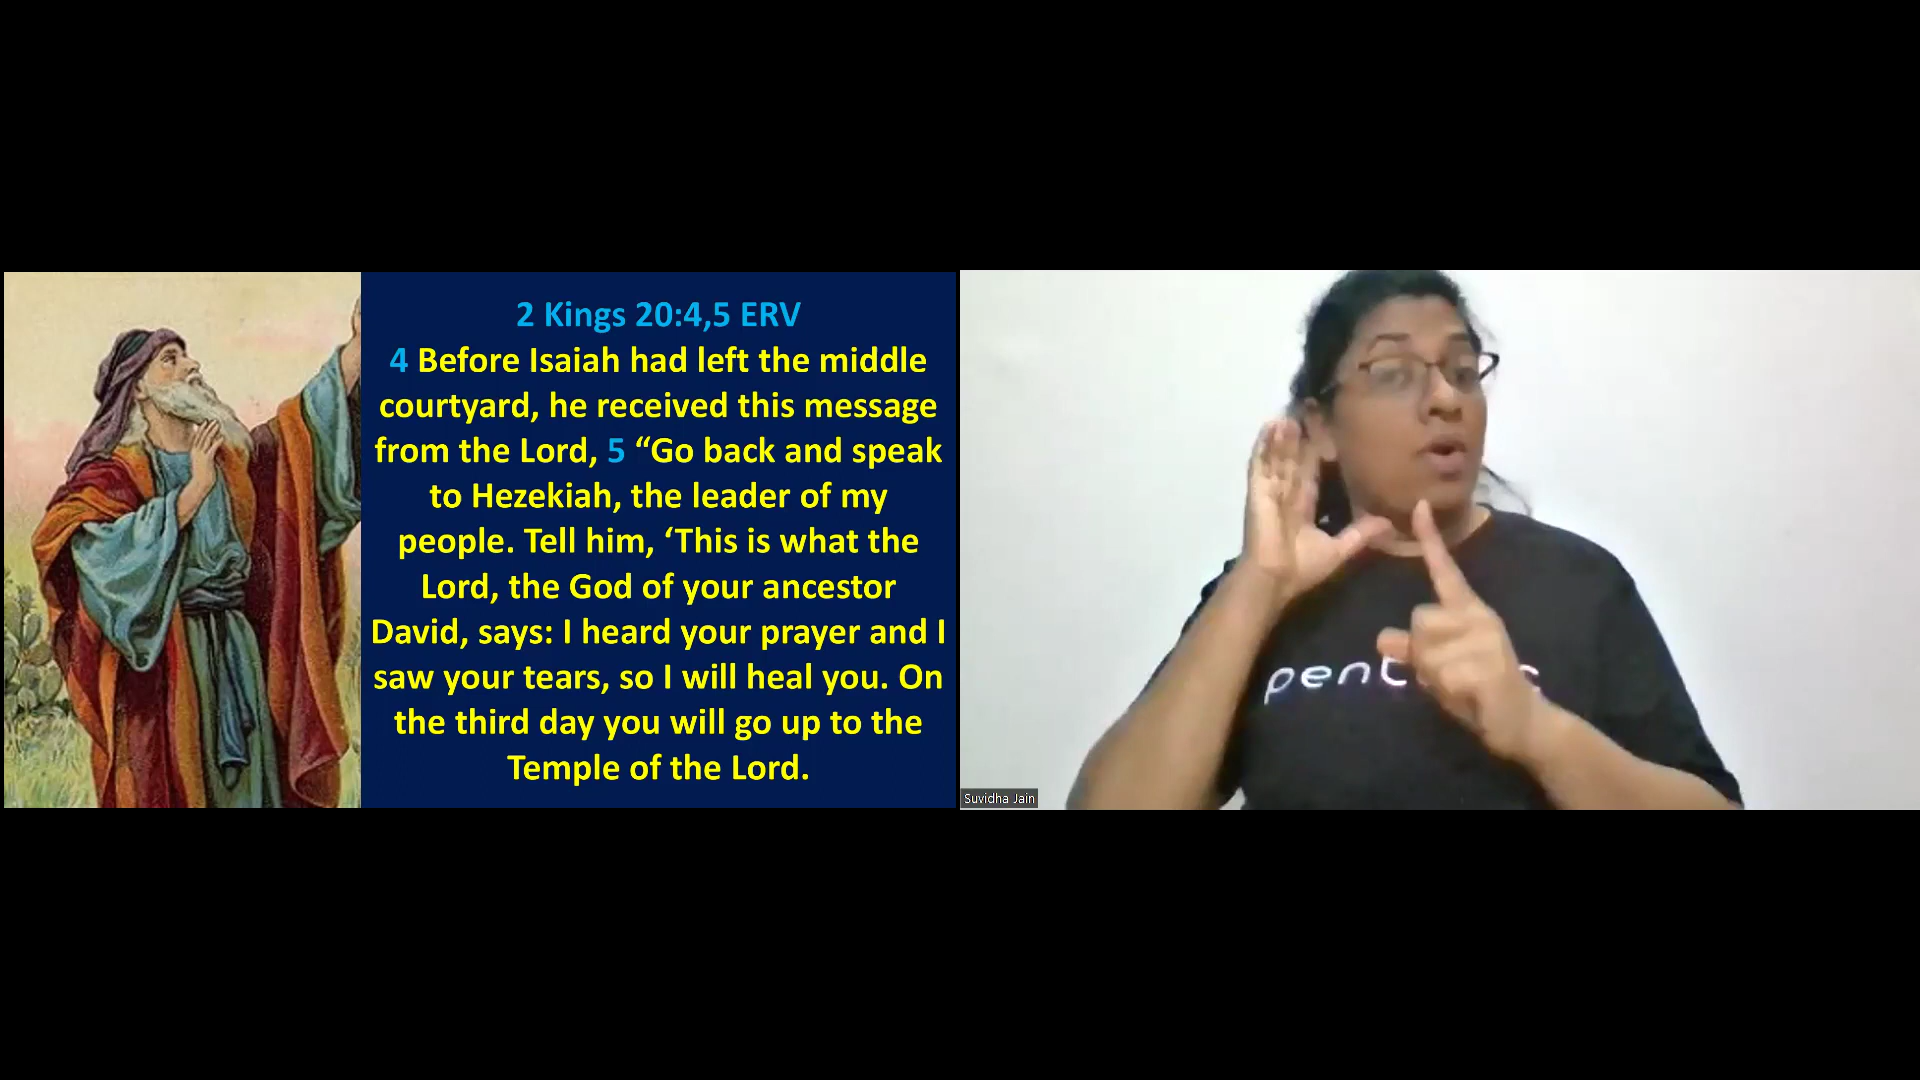 2 Kings 20:4,5 ERV
4 Before Isaiah had left the middle
courtyard, he received this message
from the Lord, 5 “Go back and speak
to Hezekiah, the leader of my
people. Tell him, ‘This is what the
Lord, the God of your ancestor
David, says: I heard your prayer and I
saw your tears, so I will heal you. On
the third day you will go up to the
Temple of the Lord.
Suvidha Jain